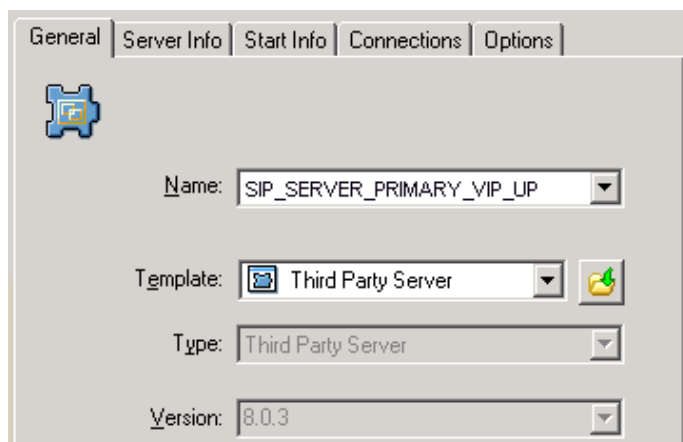 General Server Info Start Info Connections Options
Name: SIP_SERVER_PRIMARY_VIP_UP
Template: Third Party Server
Type: Third Party Server
Version: 8.0.3